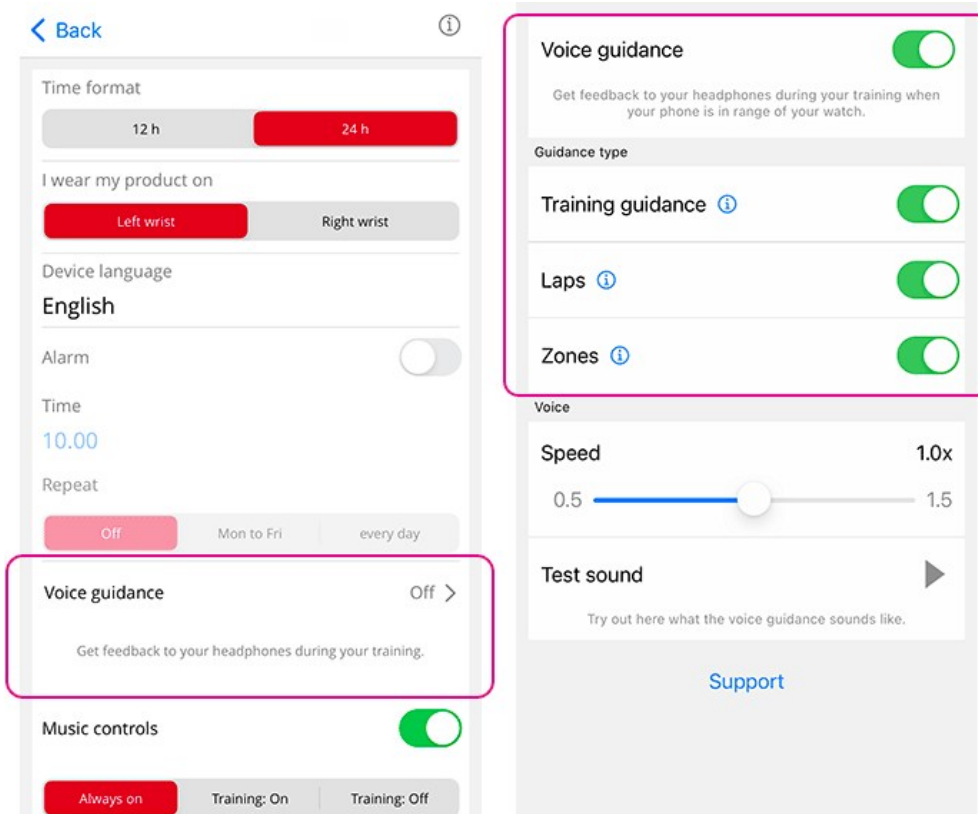 Back
Time format
12 h
24 h
I wear my product on
Left wrist
Right wrist
Device language
English
Alarm
Time
10.00
Repeat
Off
Mon to Fri
every day
Voice guidance
Off
Get feedback to your headphones during your training.
Music controls
Always on
Training: On
Training: Off
Voice guidance
Get feedback to your headphones during your training when
your phone is in range of your watch.
Guidance type
Training guidance
Laps
Zones
Voice
Speed
1.0x
0.5
1.5
Test sound
Try out here what the voice guidance sounds like.
Support